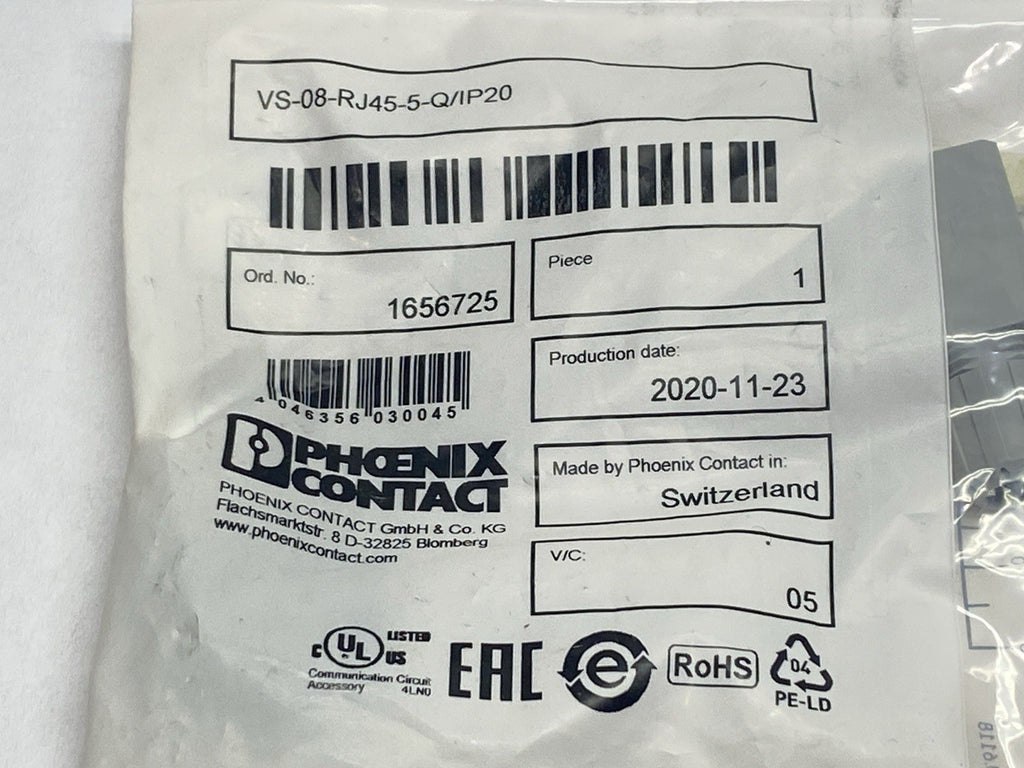 VS-08-RJ45-5-Q/IP20
Ord. No.:
1656725
Piece
1
4 046356 030045
Production date:
2020-11-23
PHOENIX
CONTACT
PHOENIX CONTACT GmbH & Co. KG
Flachsmarktstr. 8 D-32825 Blomberg
www.phoenixcontact.com
Made by Phoenix Contact in:
Switzerland
V/C:
05
C UL US LISTED
Communication Circuit
Accessory 4LN0
EAC
e
RoHS
04
PE-LD